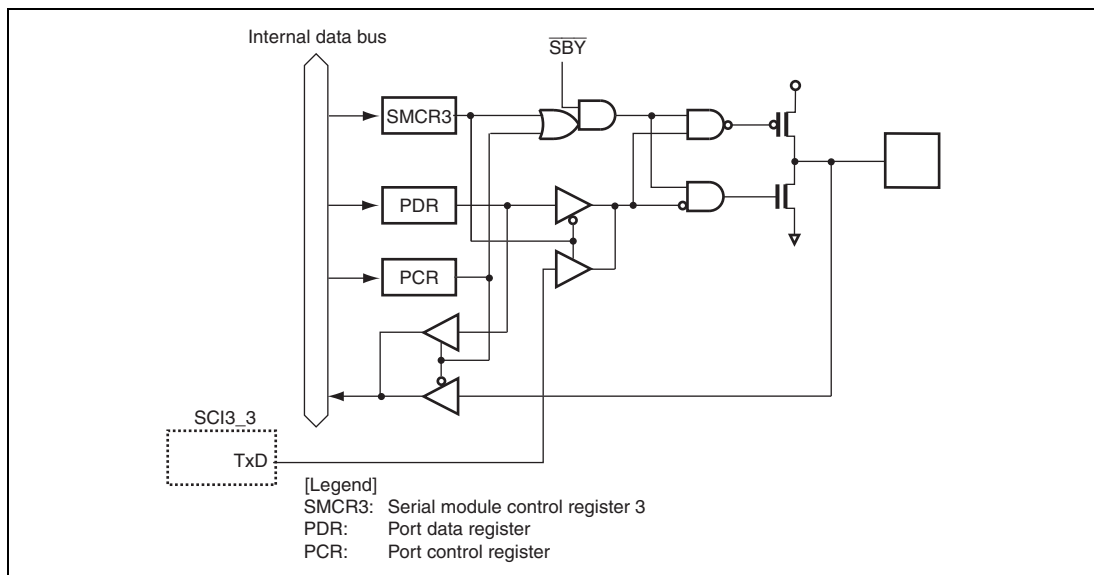 Internal data bus
SBY
SMCR3
PDR
PCR
SCI3_3
TxD
[Legend]
SMCR3: Serial module control register 3
PDR: Port data register
PCR: Port control register